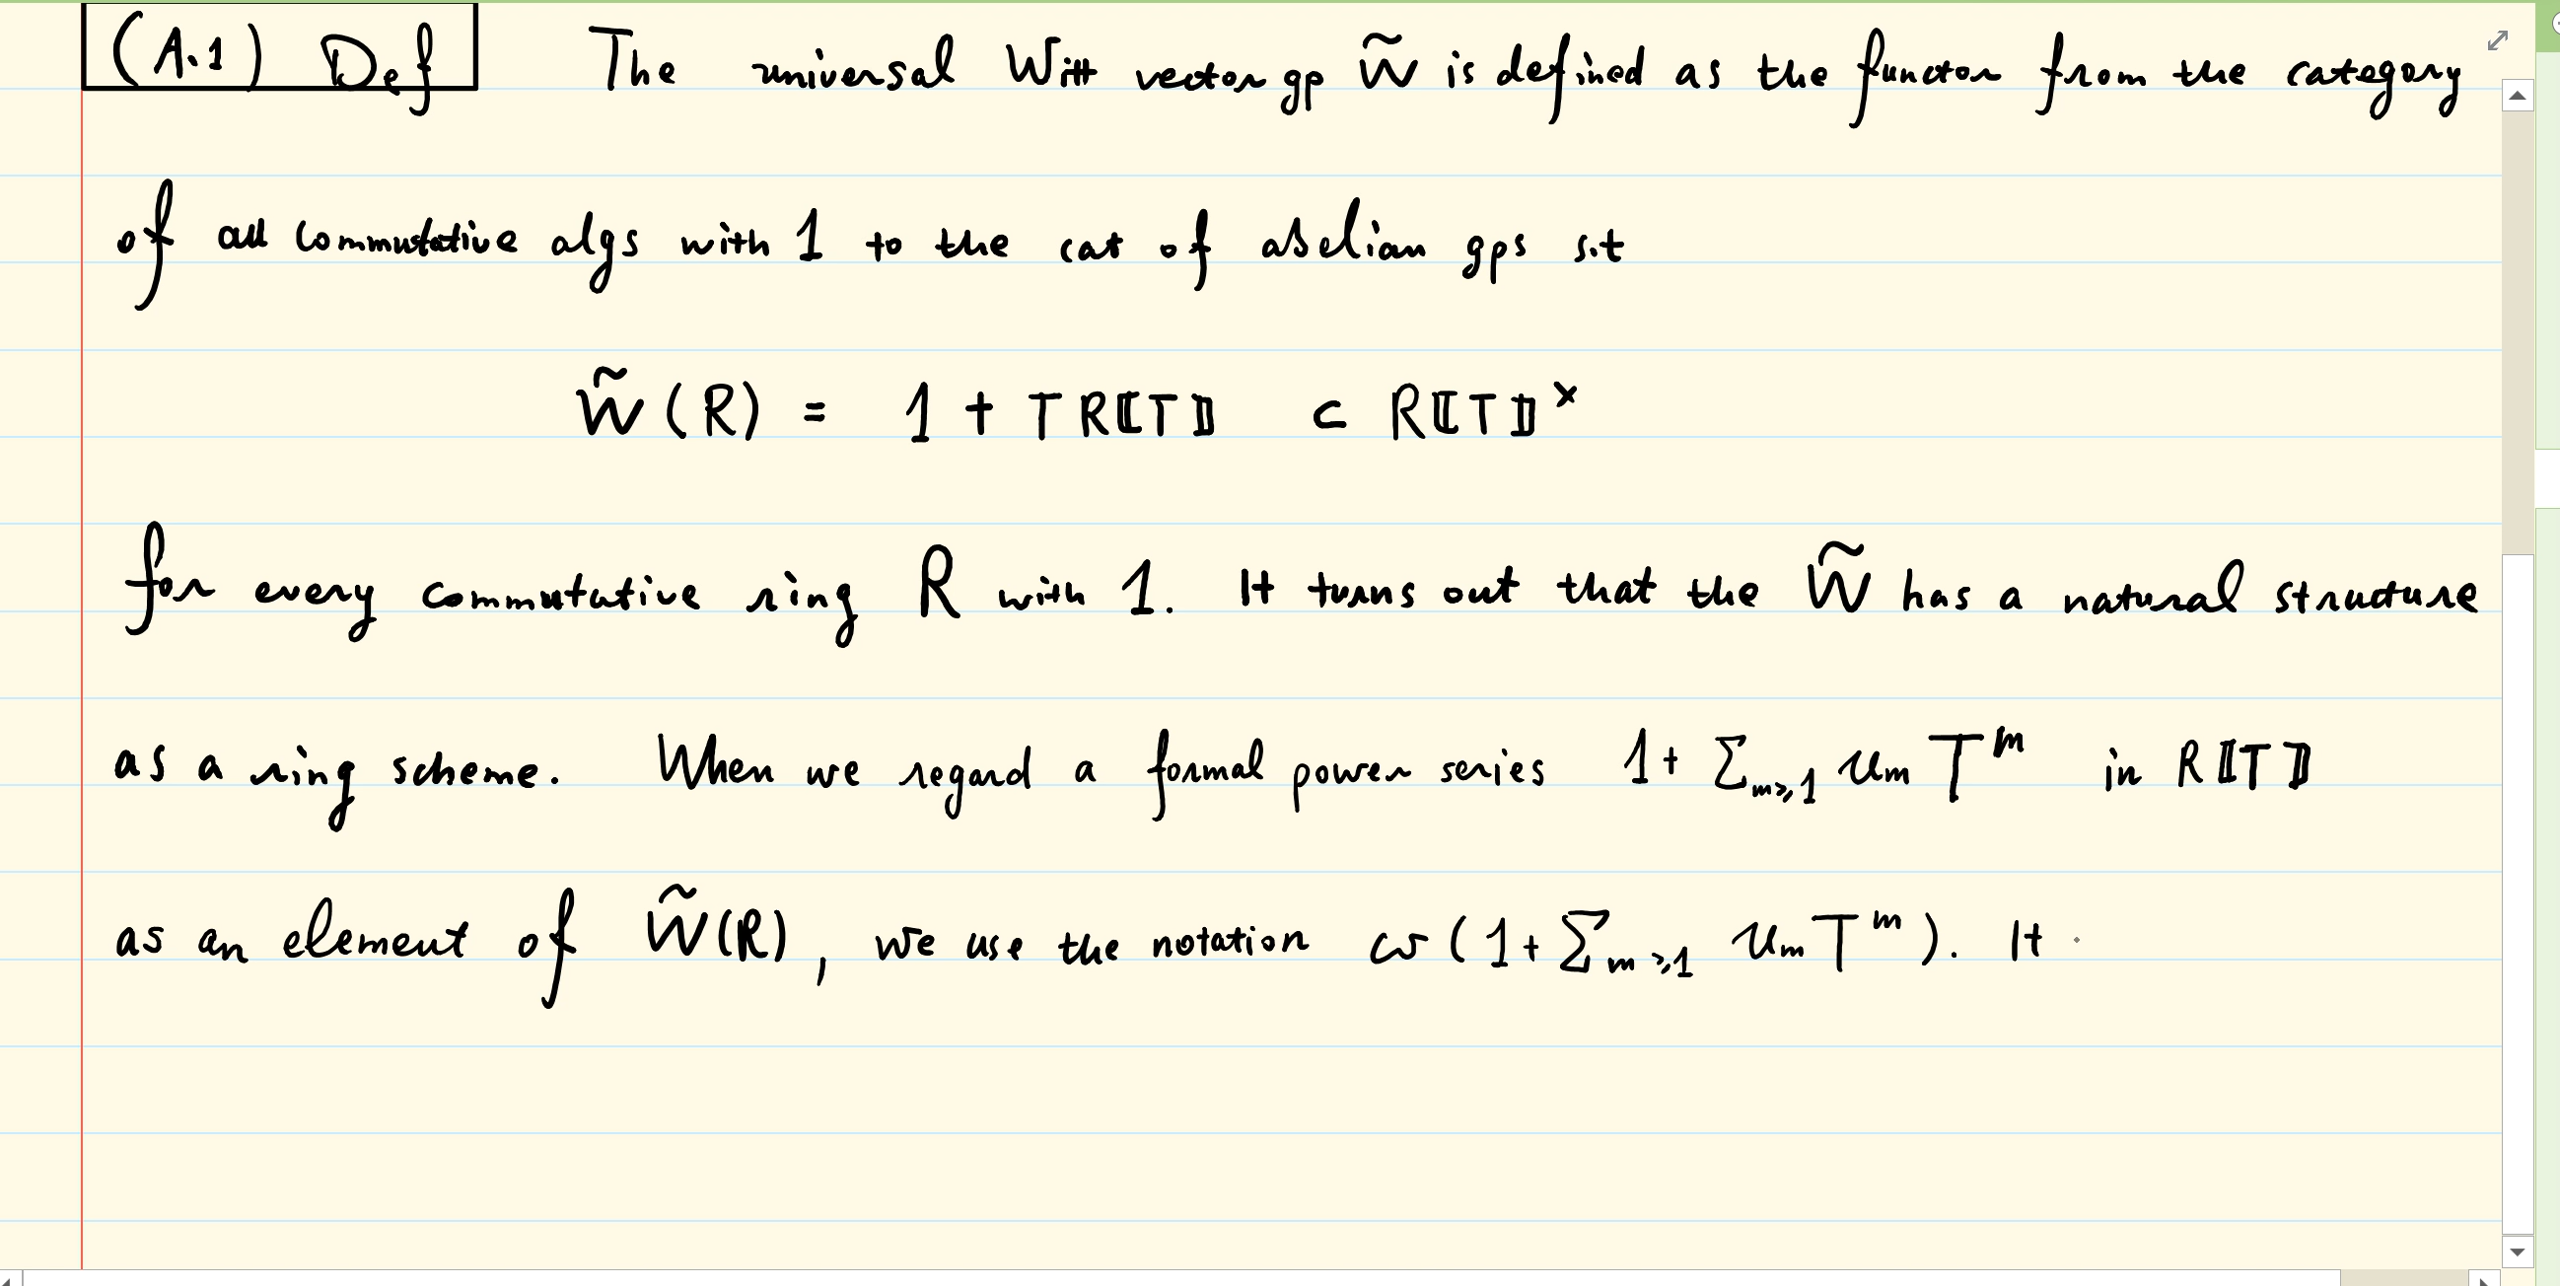 (A.1) Def The universal Witt vector gp W̃ is defined as the functor from the category
of all commutative algs with 1 to the cat of abelian gps s.t
W̃(R) = 1 + TR⟦T⟧ ⊂ R⟦T⟧ˣ
for every commutative ring R with 1. It turns out that the W̃ has a natural structure
as a ring scheme. When we regard a formal power series 1 + Σ_{m≥1} u_m T^m in R⟦T⟧
as an element of W̃(R), we use the notation ω(1 + Σ_{m≥1} u_m T^m). It